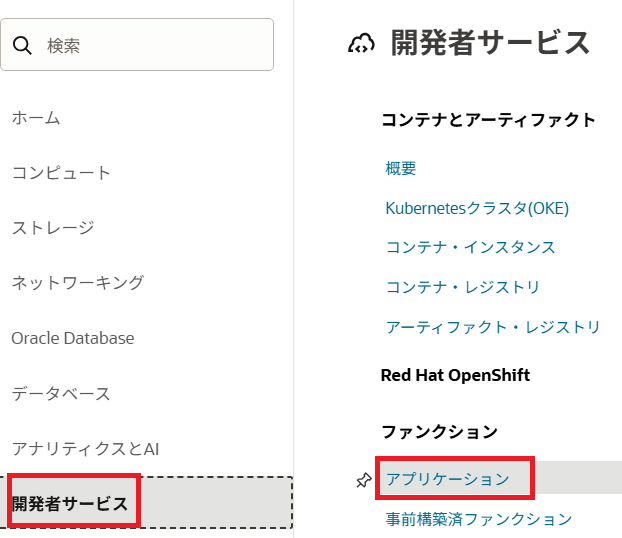 検索
ホーム
コンピュート
ストレージ
ネットワーキング
Oracle Database
データベース
アナリティクスとAI
開発者サービス
開発者サービス
コンテナとアーティファクト
概要
Kubernetesクラスタ(OKE)
コンテナ・インスタンス
コンテナ・レジストリ
アーティファクト・レジストリ
Red Hat OpenShift
ファンクション
アプリケーション
事前構築済ファンクション